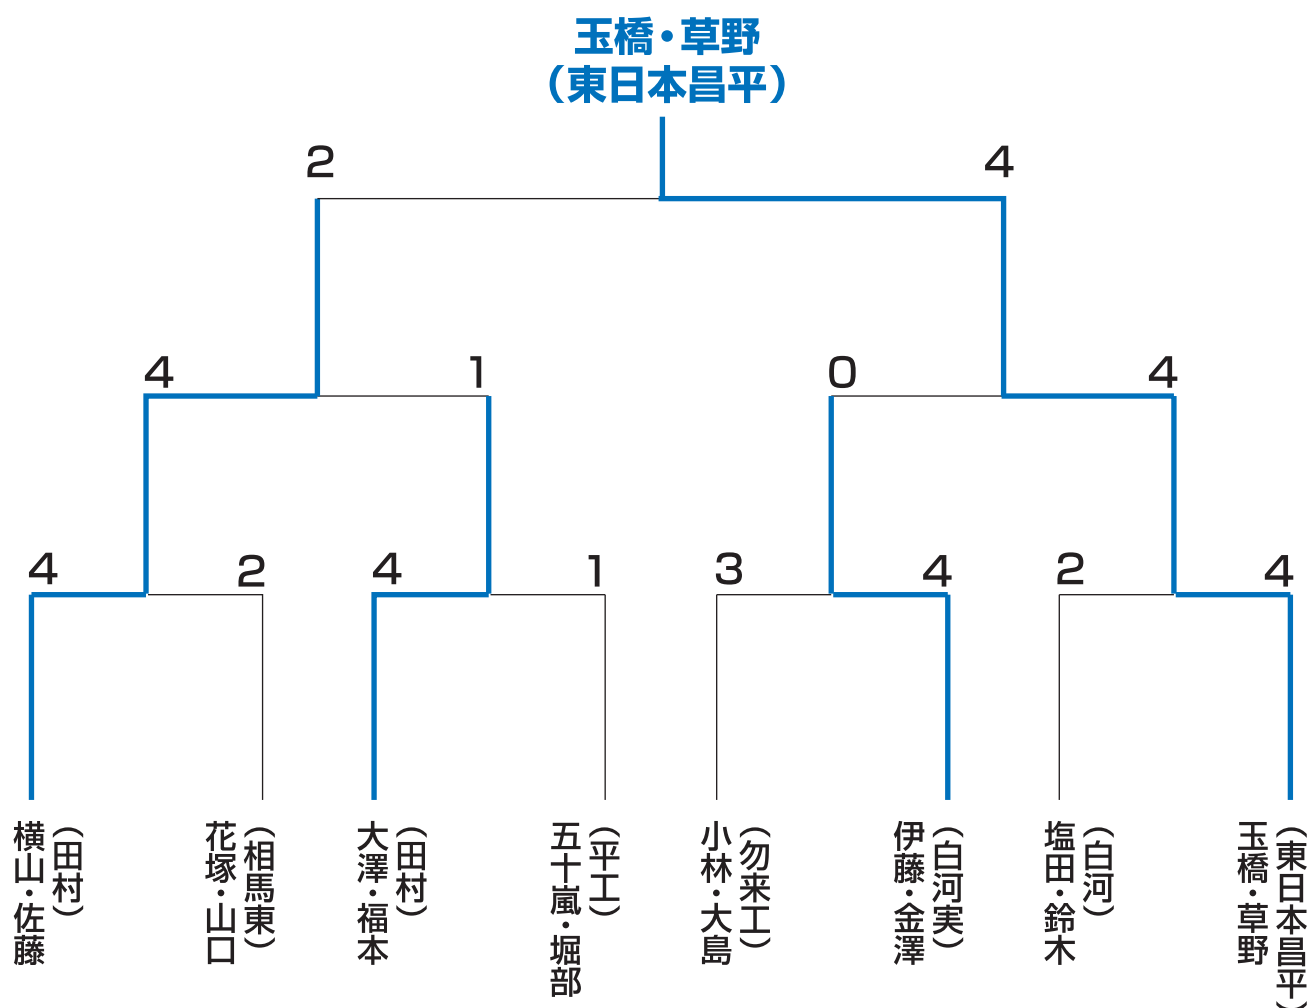 玉橋・草野
（東日本昌平）
2
4
4
1
0
4
4
2
4
1
3
4
2
4
横山・佐藤
（田村）
花塚・山口
（相馬東）
大澤・福本
（田村）
五十嵐・堀部
（平工）
小林・大島
（勿来工）
伊藤・金澤
（白河実）
塩田・鈴木
（白河）
玉橋・草野
（東日本昌平）